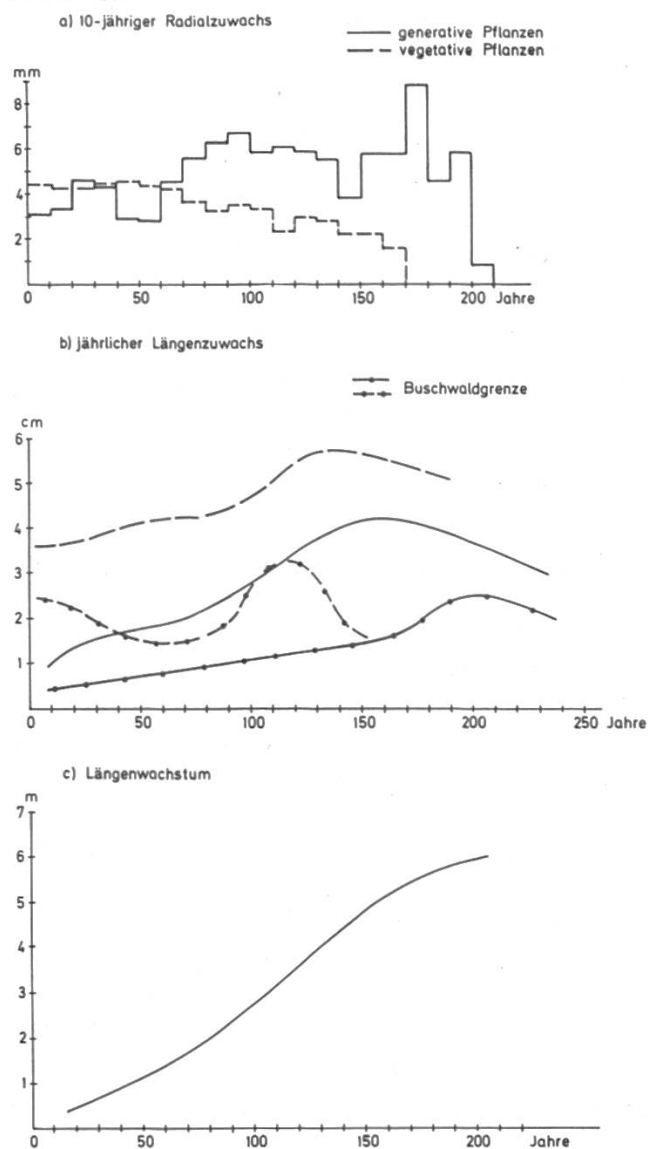 a) 10-jähriger Radialzuwachs
generative Pflanzen
vegetative Pflanzen
mm
8
6
4
2
0 50 100 150 200 Jahre
b) jährlicher Längenzuwachs
Buschwaldgrenze
cm
6
5
4
3
2
1
0 50 100 150 200 250 Jahre
c) Längenwachstum
m
7
6
5
4
3
2
1
0 50 100 150 200 Jahre